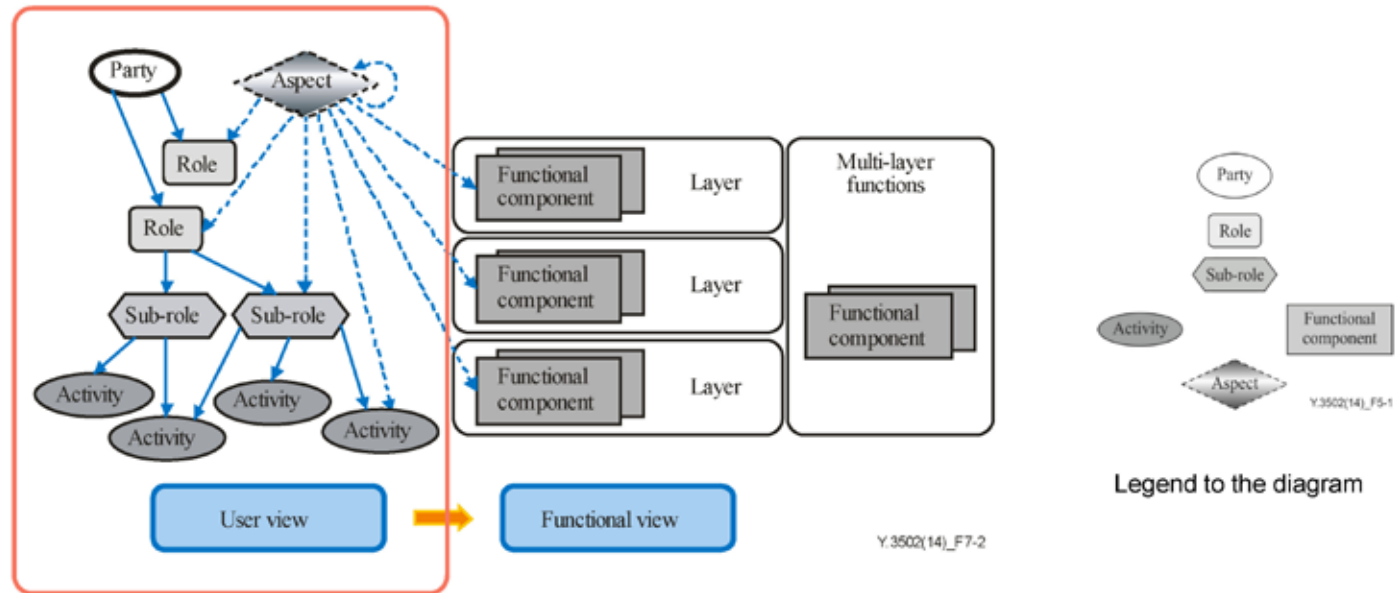 Party
Aspect
Role
Role
Sub-role
Sub-role
Activity
Activity
Activity
Activity
User view
Functional
component
Layer
Functional
component
Layer
Functional
component
Layer
Multi-layer
functions
Functional
component
Functional view
Y.3502(14)_F7-2
Party
Role
Sub-role
Activity
Functional
component
Aspect
Y.3502(14)_F5-1
Legend to the diagram